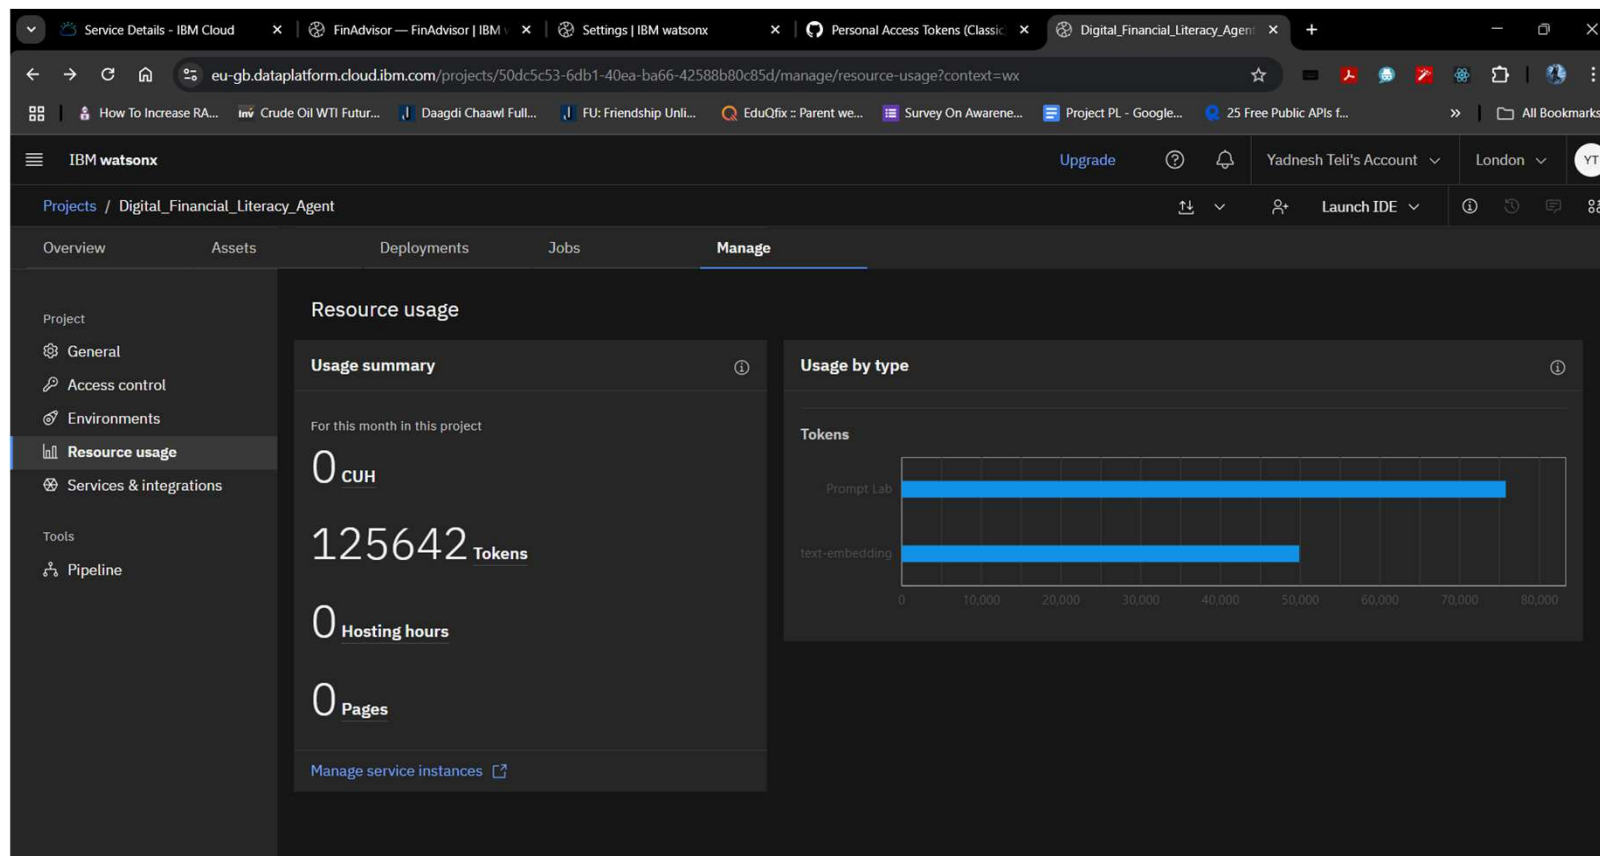 Service Details - IBM Cloud
FinAdvisor — FinAdvisor | IBM
Settings | IBM watsonx
Personal Access Tokens (Classic
Digital_Financial_Literacy_Agen
eu-gb.dataplatform.cloud.ibm.com/projects/50dc5c53-6db1-40ea-ba66-42588b80c85d/manage/resource-usage?context=wx
How To Increase RA...
Inv Crude Oil WTI Futur...
Daagdi Chaawl Full...
FU: Friendship Unli...
EduQfix :: Parent we...
Survey On Awarene...
Project PL - Google...
25 Free Public APIs f...
All Bookmarks
IBM watsonx
Upgrade
Yadnesh Teli's Account
London
YT
Projects / Digital_Financial_Literacy_Agent
Launch IDE
Overview
Assets
Deployments
Jobs
Manage
Project
General
Access control
Environments
Resource usage
Services & integrations
Tools
Pipeline
Resource usage
Usage summary
For this month in this project
0 CUH
125642 Tokens
0 Hosting hours
0 Pages
Manage service instances
Usage by type
Tokens
Prompt Lab
text-embedding
0 10,000 20,000 30,000 40,000 50,000 60,000 70,000 80,000